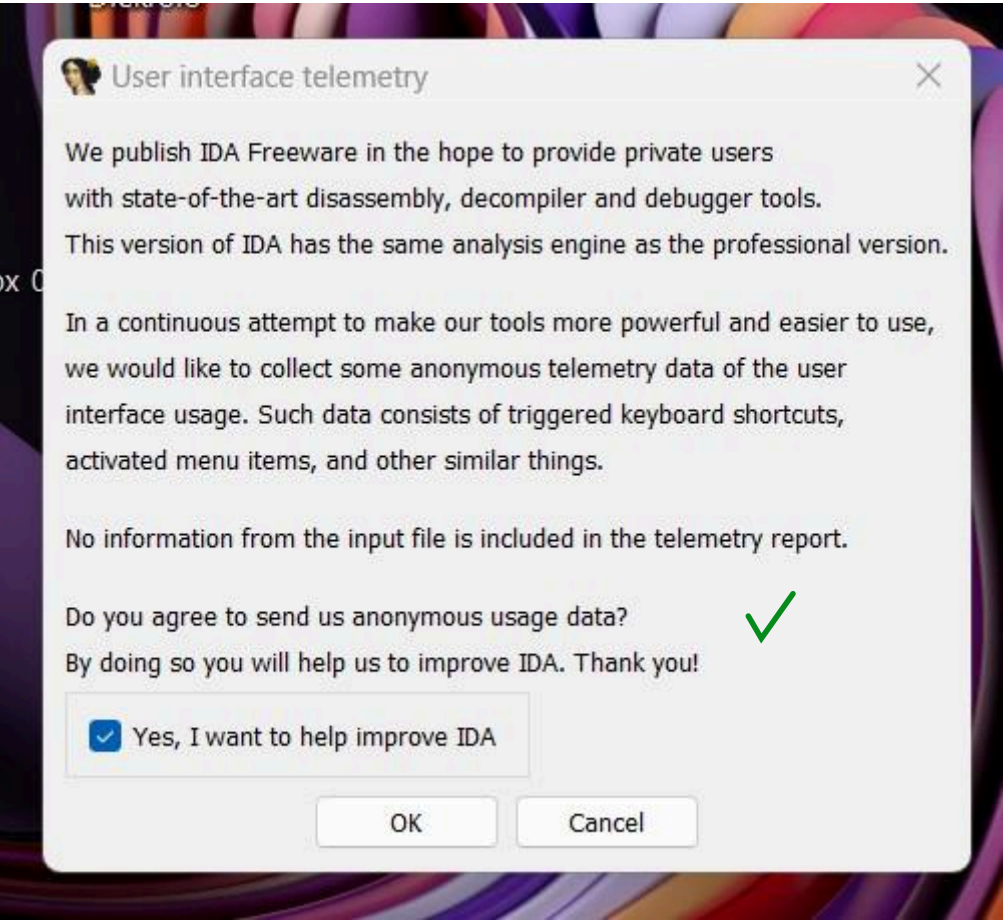 User interface telemetry
We publish IDA Freeware in the hope to provide private users
with state-of-the-art disassembly, decompiler and debugger tools.
This version of IDA has the same analysis engine as the professional version.
ox 0
In a continuous attempt to make our tools more powerful and easier to use,
we would like to collect some anonymous telemetry data of the user
interface usage. Such data consists of triggered keyboard shortcuts,
activated menu items, and other similar things.
No information from the input file is included in the telemetry report.
Do you agree to send us anonymous usage data?
By doing so you will help us to improve IDA. Thank you!
Yes, I want to help improve IDA
OK
Cancel